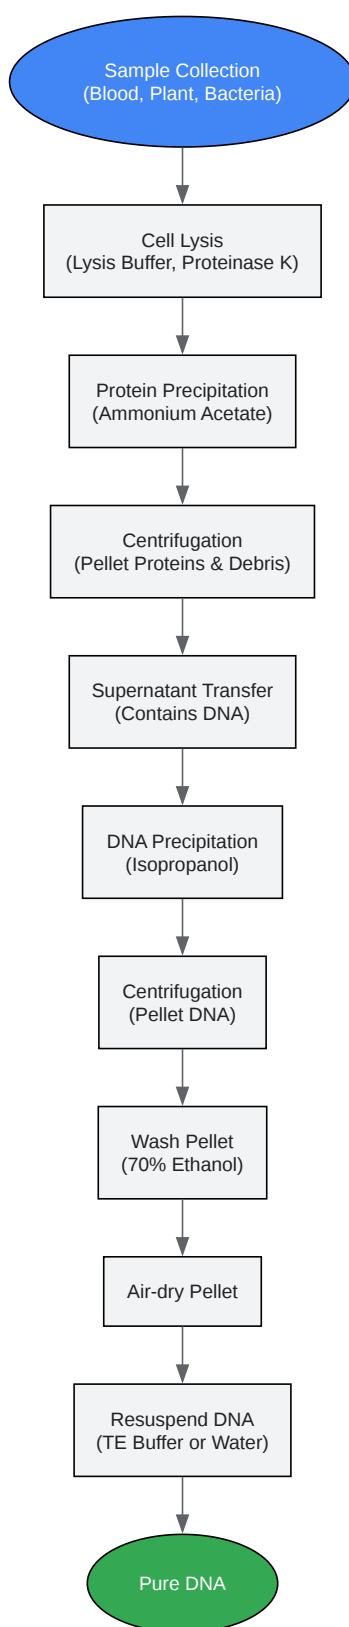 Sample Collection
(Blood, Plant, Bacteria)
Cell Lysis
(Lysis Buffer, Proteinase K)
Protein Precipitation
(Ammonium Acetate)
Centrifugation
(Pellet Proteins & Debris)
Supernatant Transfer
(Contains DNA)
DNA Precipitation
(Isopropanol)
Centrifugation
(Pellet DNA)
Wash Pellet
(70% Ethanol)
Air-dry Pellet
Resuspend DNA
(TE Buffer or Water)
Pure DNA